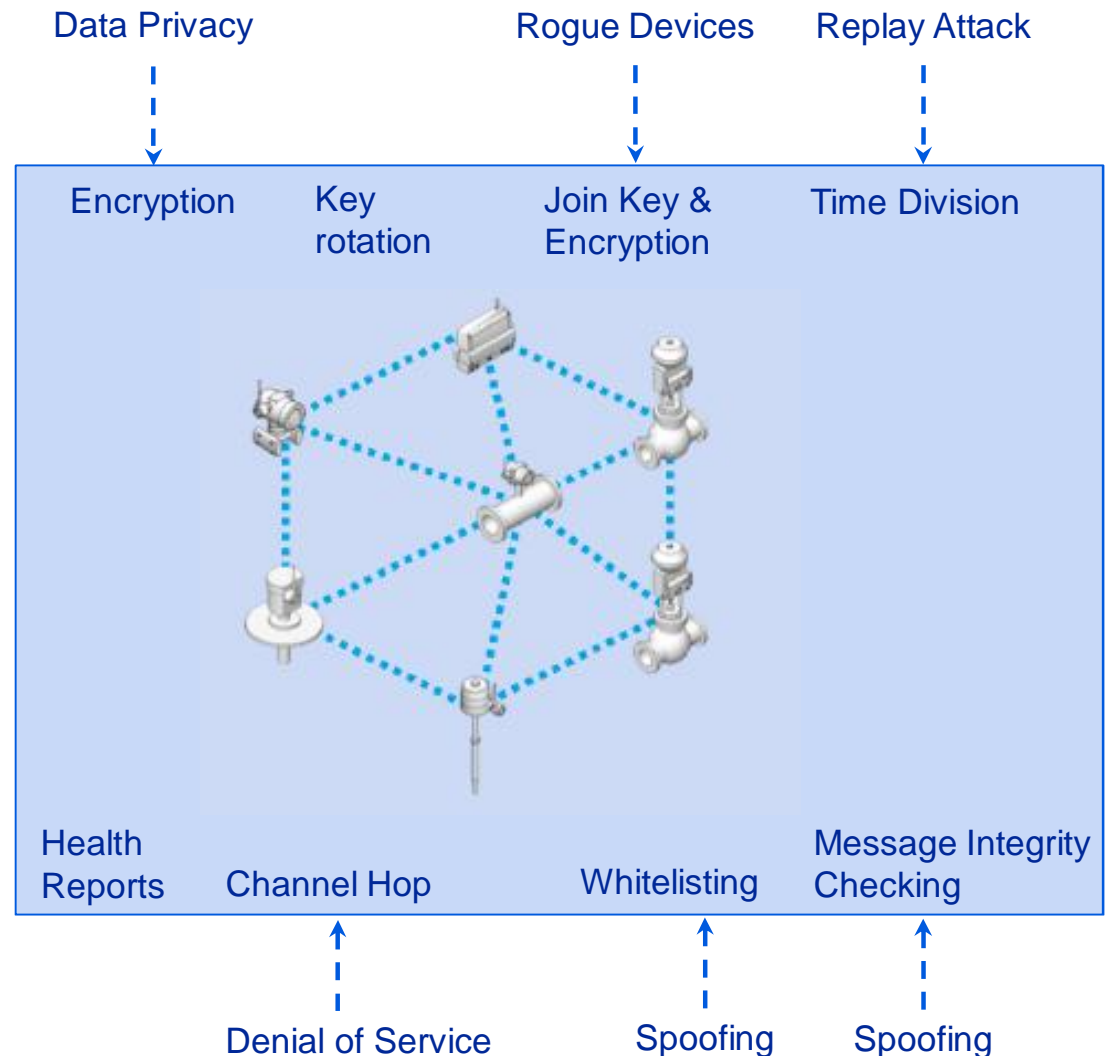 Data Privacy
Rogue Devices
Replay Attack
Encryption
Key
rotation
Join Key &
Encryption
Time Division
Health
Reports
Channel Hop
Whitelisting
Message Integrity
Checking
Denial of Service
Spoofing
Spoofing